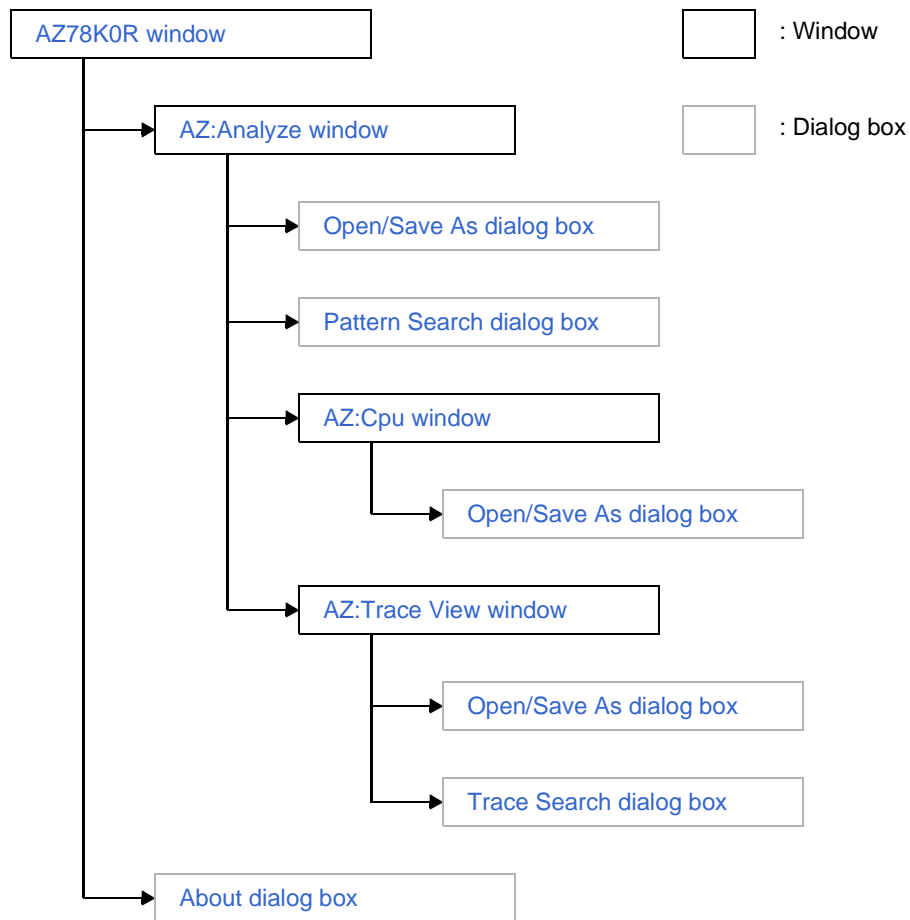 AZ78K0R window
: Window
AZ:Analyze window
: Dialog box
Open/Save As dialog box
Pattern Search dialog box
AZ:Cpu window
Open/Save As dialog box
AZ:Trace View window
Open/Save As dialog box
Trace Search dialog box
About dialog box